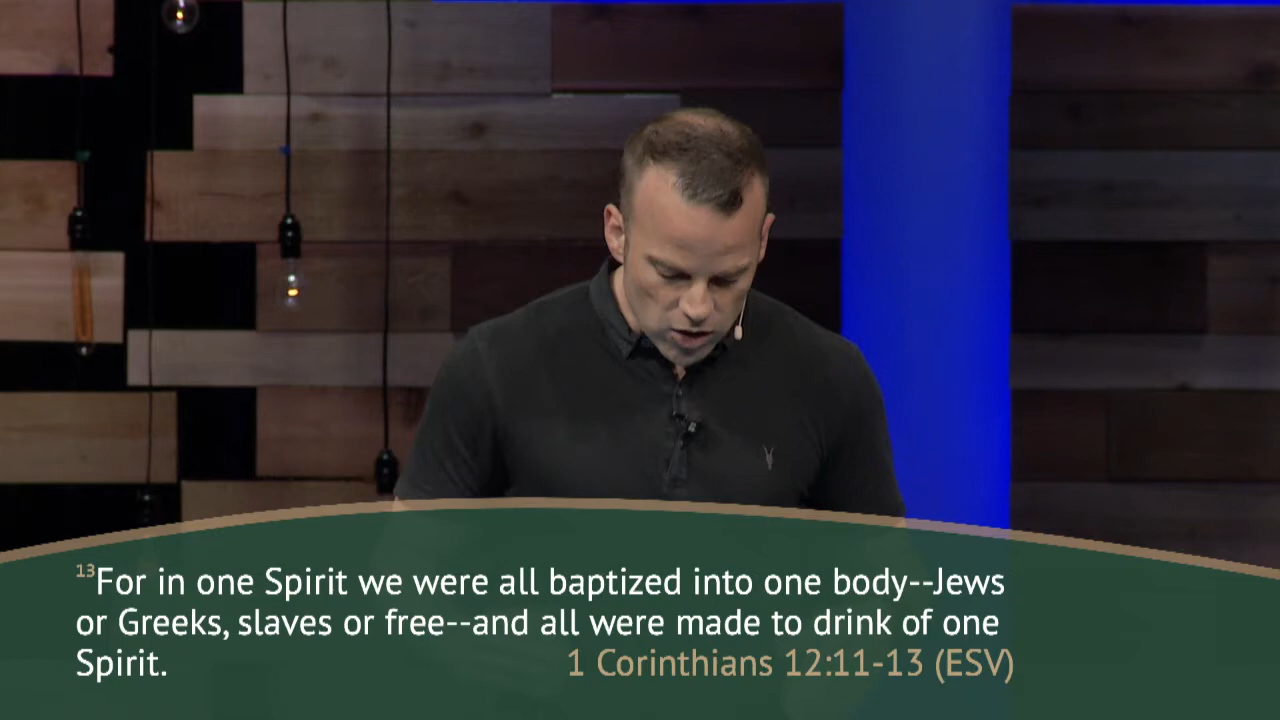 13For in one Spirit we were all baptized into one body--Jews
or Greeks, slaves or free--and all were made to drink of one
Spirit. 1 Corinthians 12:11-13 (ESV)